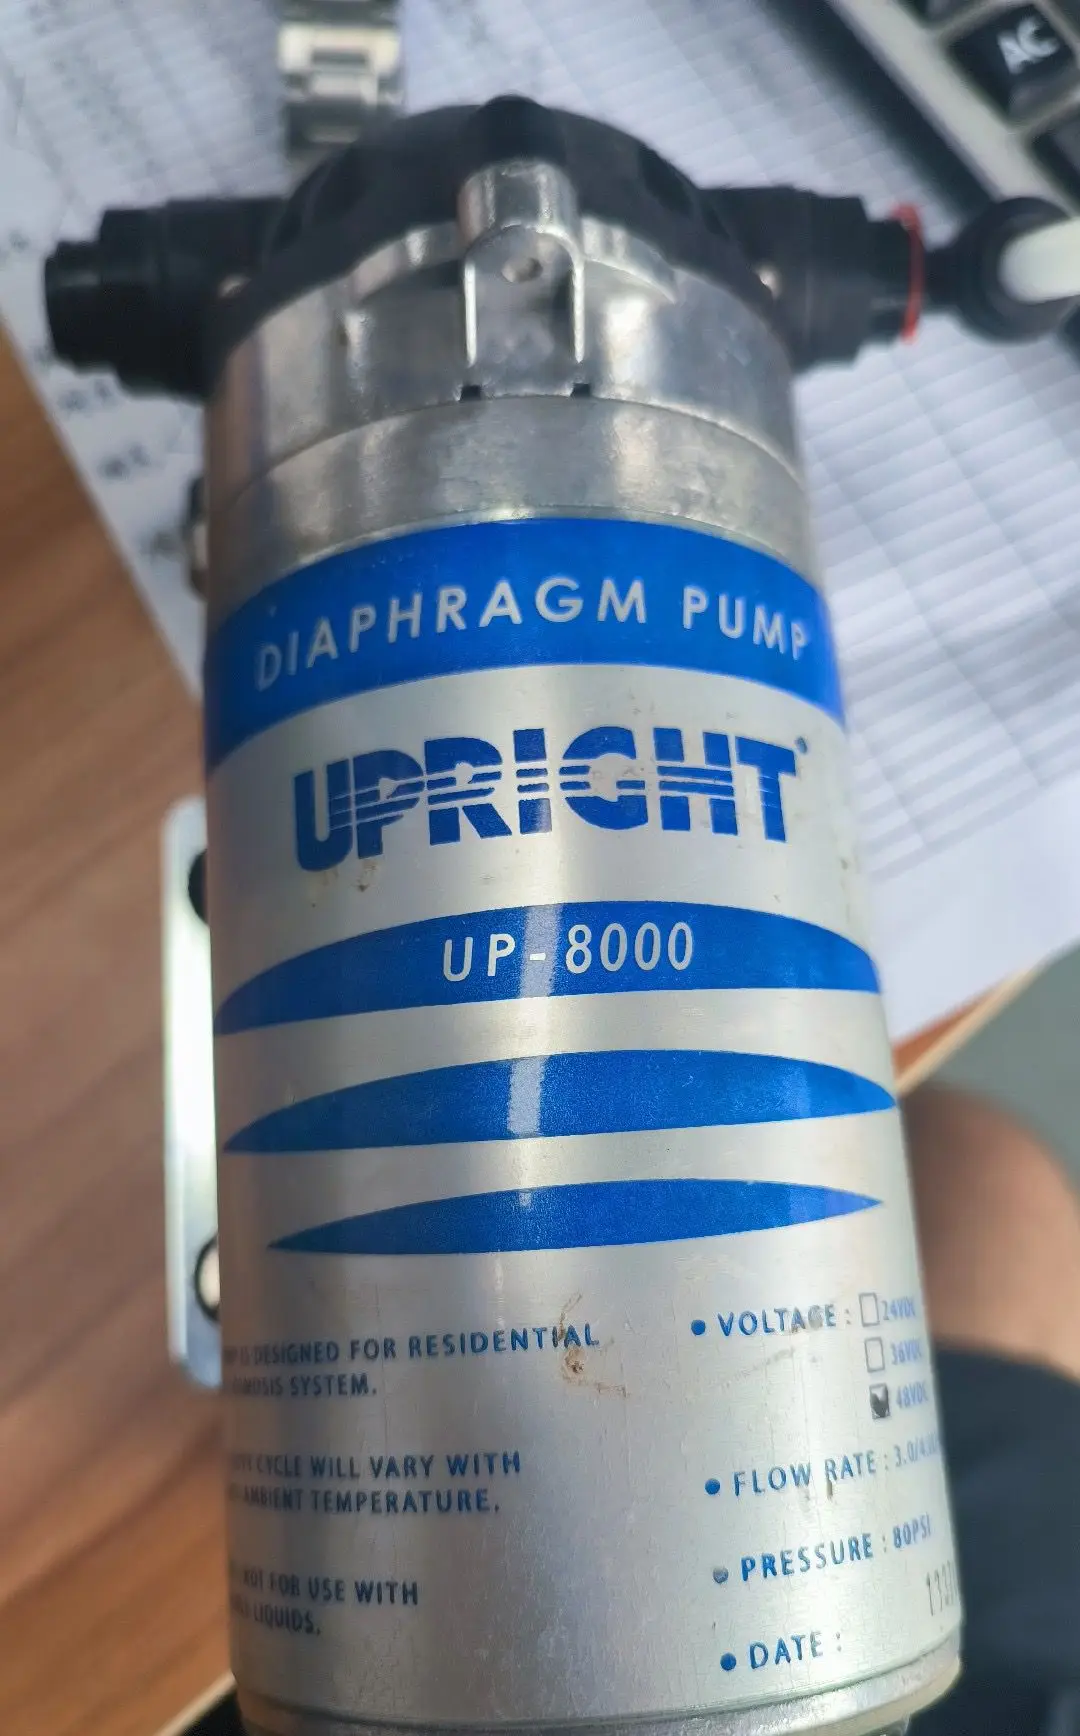 AC
DIAPHRAGM PUMP
UPRIGHT
UP-8000
DESIGNED FOR RESIDENTIAL
SYSTEM.
CYCLE WILL VARY WITH
AMBIENT TEMPERATURE.
NOT FOR USE WITH
LIQUIDS.
• VOLTAGE : 24VDC
36VDC
48VDC
• FLOW RATE :
• PRESSURE : 80PSI
• DATE :